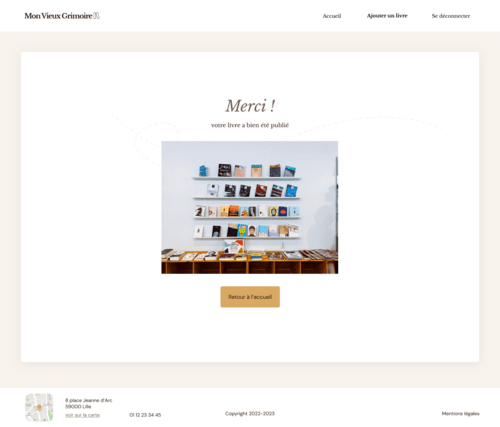 Mon Vieux Grimoire
Accueil
Ajouter un livre
Se déconnecter
Merci !
votre livre a bien été publié
Retour à l'accueil
8 place Jeanne d'Arc
59000 Lille
voir sur la carte
01 12 23 34 45
Copyright 2022-2023
Mentions légales